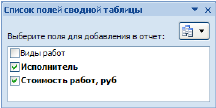 Список полей сводной таблицы
Выберите поля для добавления в отчет:
Виды работ
Исполнитель
Стоимость работ, руб